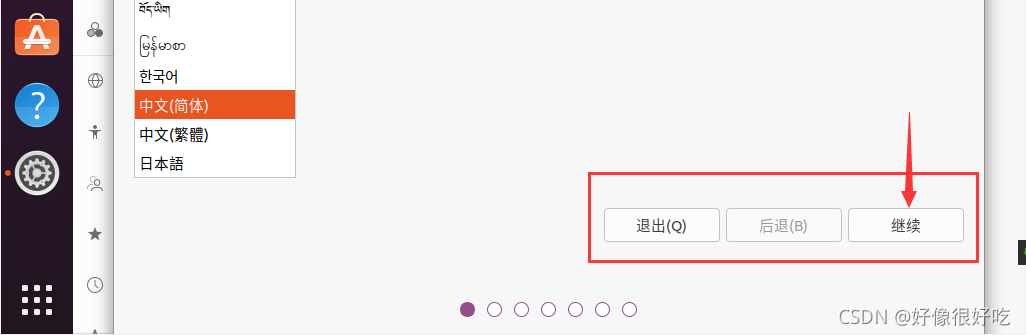 བོད་ཡིག
မြန်မာစာ
한국어
中文(简体)
中文(繁體)
日本語
退出(Q) 后退(B) 继续
CSDN @好像很好吃